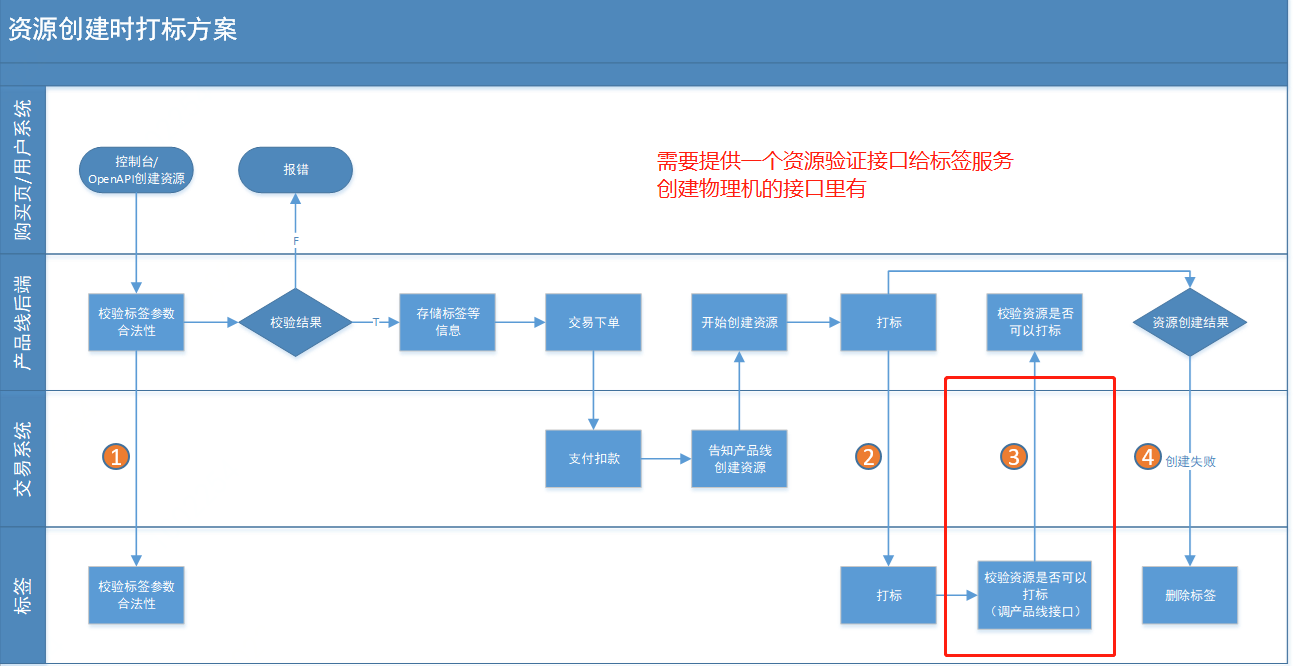 资源创建时打标方案
购买页/用户系统
控制台/
OpenAPI创建资源
报错
需要提供一个资源验证接口给标签服务
创建物理机的接口里有
F
产品线后端
校验标签参数
合法性
校验结果
T
存储标签等
信息
交易下单
开始创建资源
打标
校验资源是否
可以打标
资源创建结果
交易系统
1
支付扣款
告知产品线
创建资源
2
3
4
创建失败
标签
校验标签参数
合法性
打标
校验资源是否可以
打标
（调产品线接口）
删除标签